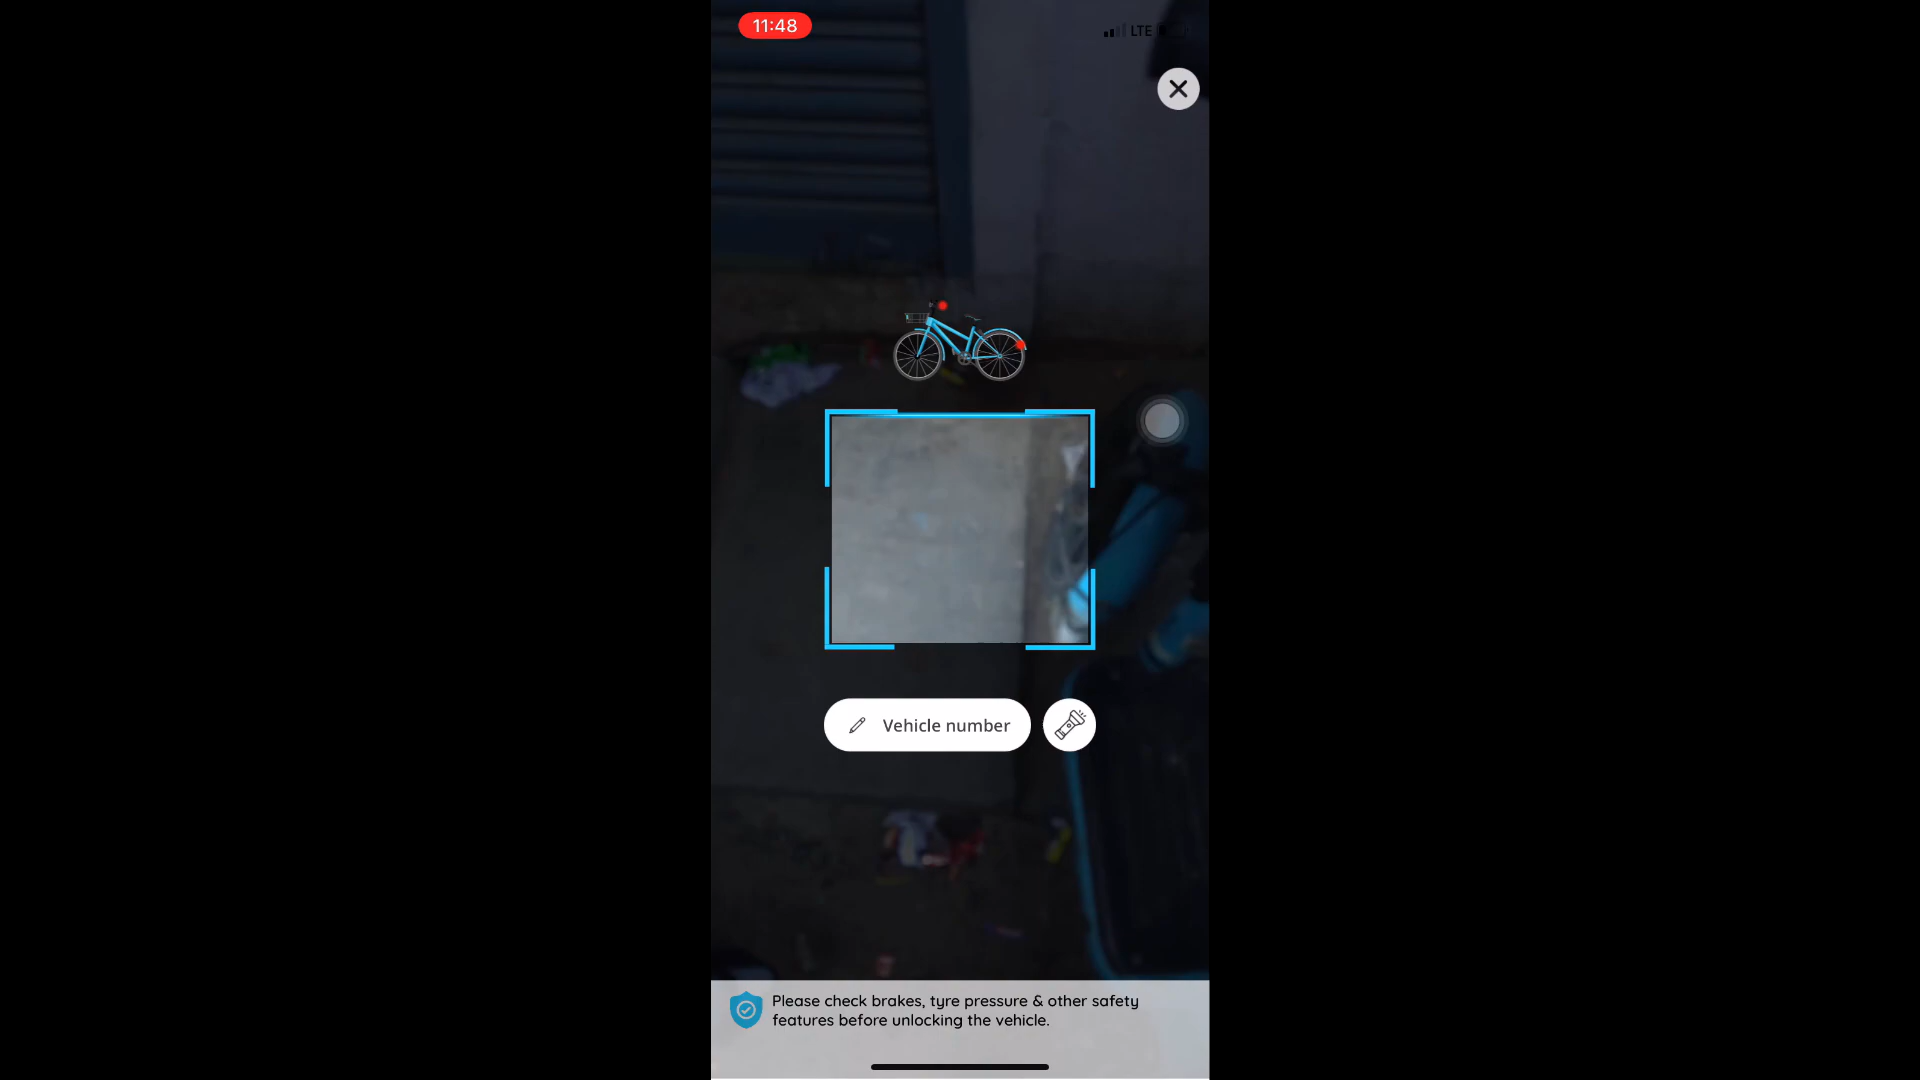 11:48
LTE
Vehicle number
Please check brakes, tyre pressure & other safety
features before unlocking the vehicle.